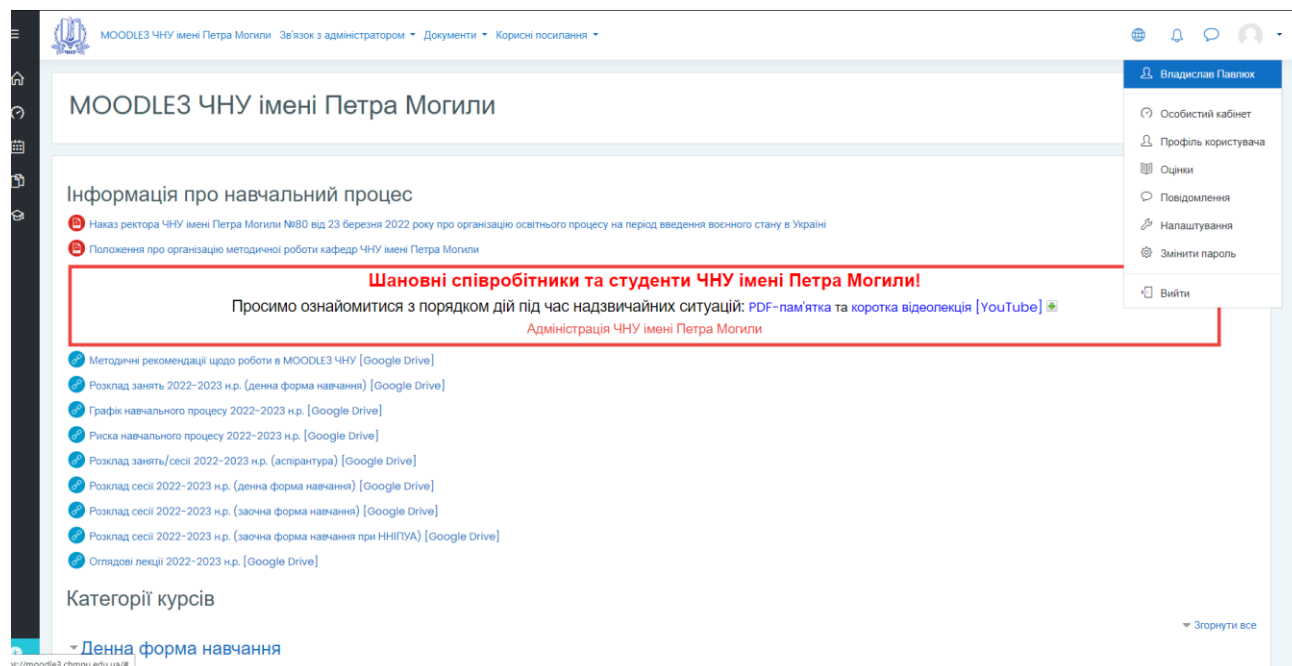 MOODLE3 ЧНУ імені Петра Могили Зв'язок з адміністратором Документи Корисні посилання
Владислав Павлюх
Особистий кабінет
Профіль користувача
Оцінки
Повідомлення
Налаштування
Змінити пароль
Вийти
MOODLE3 ЧНУ імені Петра Могили
Інформація про навчальний процес
Наказ ректора ЧНУ імені Петра Могили №80 від 23 березня 2022 року про організацію освітнього процесу на період введення воєнного стану в Україні
Положення про організацію методичної роботи кафедр ЧНУ імені Петра Могили
Шановні співробітники та студенти ЧНУ імені Петра Могили!
Просимо ознайомитися з порядком дій під час надзвичайних ситуацій: PDF-пам'ятка та коротка відеолекція [YouTube]
Адміністрація ЧНУ імені Петра Могили
Методичні рекомендації щодо роботи в MOODLE3 ЧНУ [Google Drive]
Розклад занять 2022-2023 н.р. (денна форма навчання) [Google Drive]
Графік навчального процесу 2022-2023 н.р. [Google Drive]
Риска навчального процесу 2022-2023 н.р. [Google Drive]
Розклад занять/сесії 2022-2023 н.р. (аспірантура) [Google Drive]
Розклад сесії 2022-2023 н.р. (денна форма навчання) [Google Drive]
Розклад сесії 2022-2023 н.р. (заочна форма навчання) [Google Drive]
Розклад сесії 2022-2023 н.р. (заочна форма навчання при ННІПУА) [Google Drive]
Оглядові лекції 2022-2023 н.р. [Google Drive]
Категорії курсів
Згорнути все
Денна форма навчання